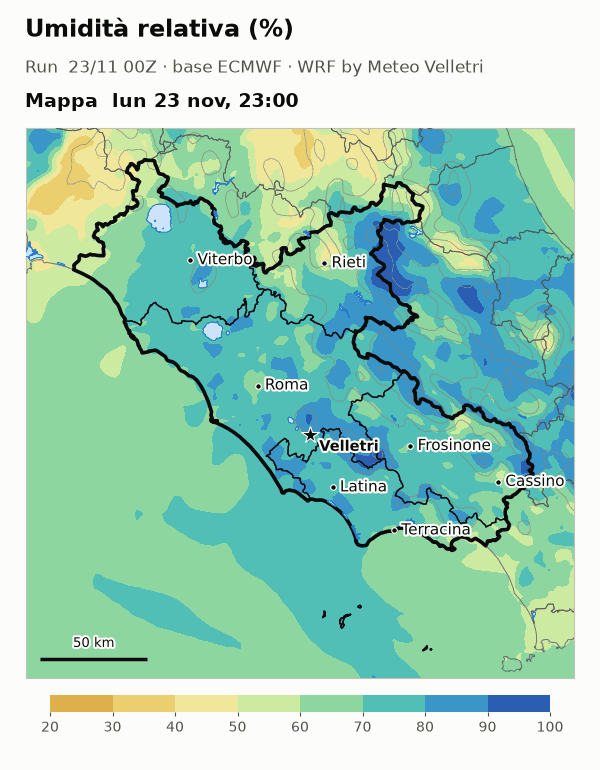 Umidità relativa (%)
Run  23/11 00Z · base ECMWF · WRF by Meteo Velletri
Mappa  lun 23 nov, 23:00
Viterbo
Rieti
Roma
Velletri
Frosinone
Cassino
Latina
Terracina
50 km
20 30 40 50 60 70 80 90 100